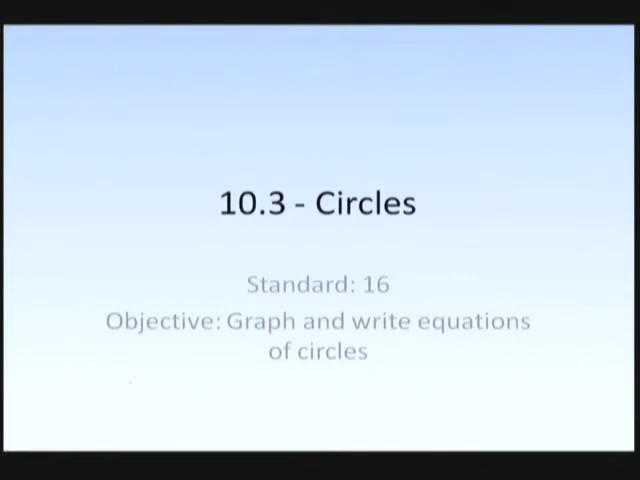 10.3 - Circles
Standard: 16
Objective: Graph and write equations
of circles